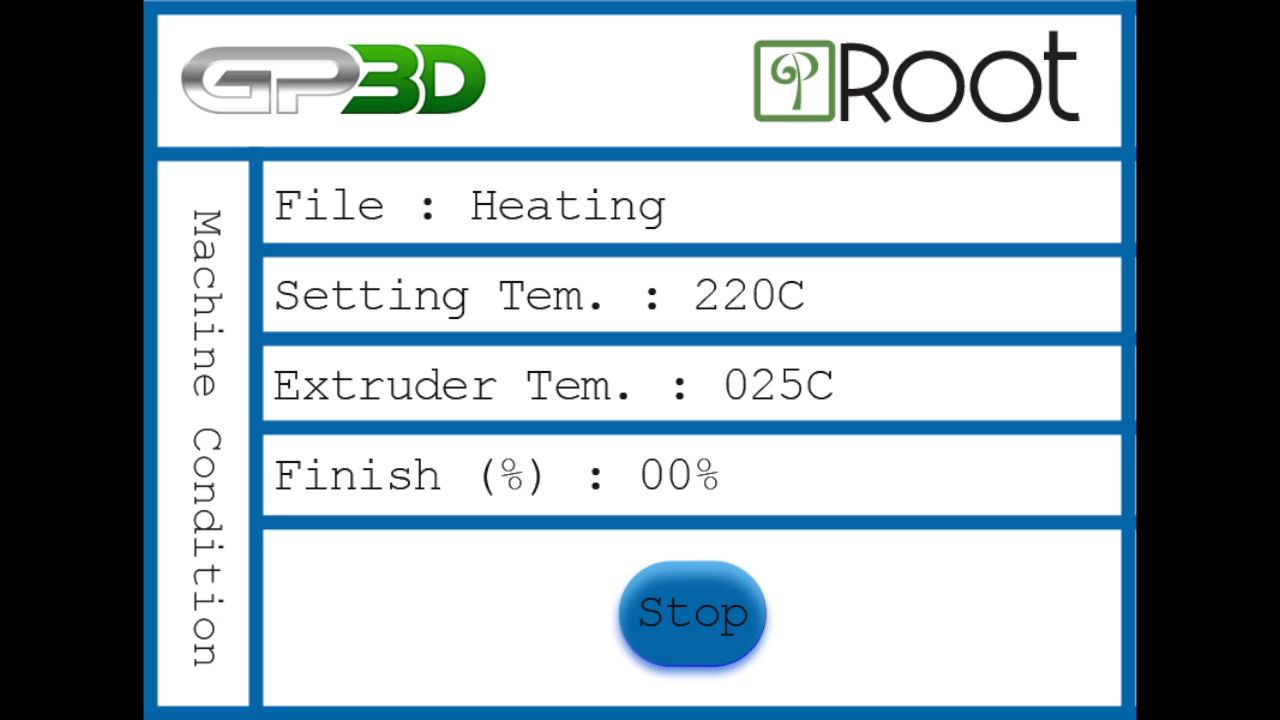 GP3D
Root
Machine Condition
File : Heating
Setting Tem. : 220C
Extruder Tem. : 025C
Finish (%) : 00%
Stop